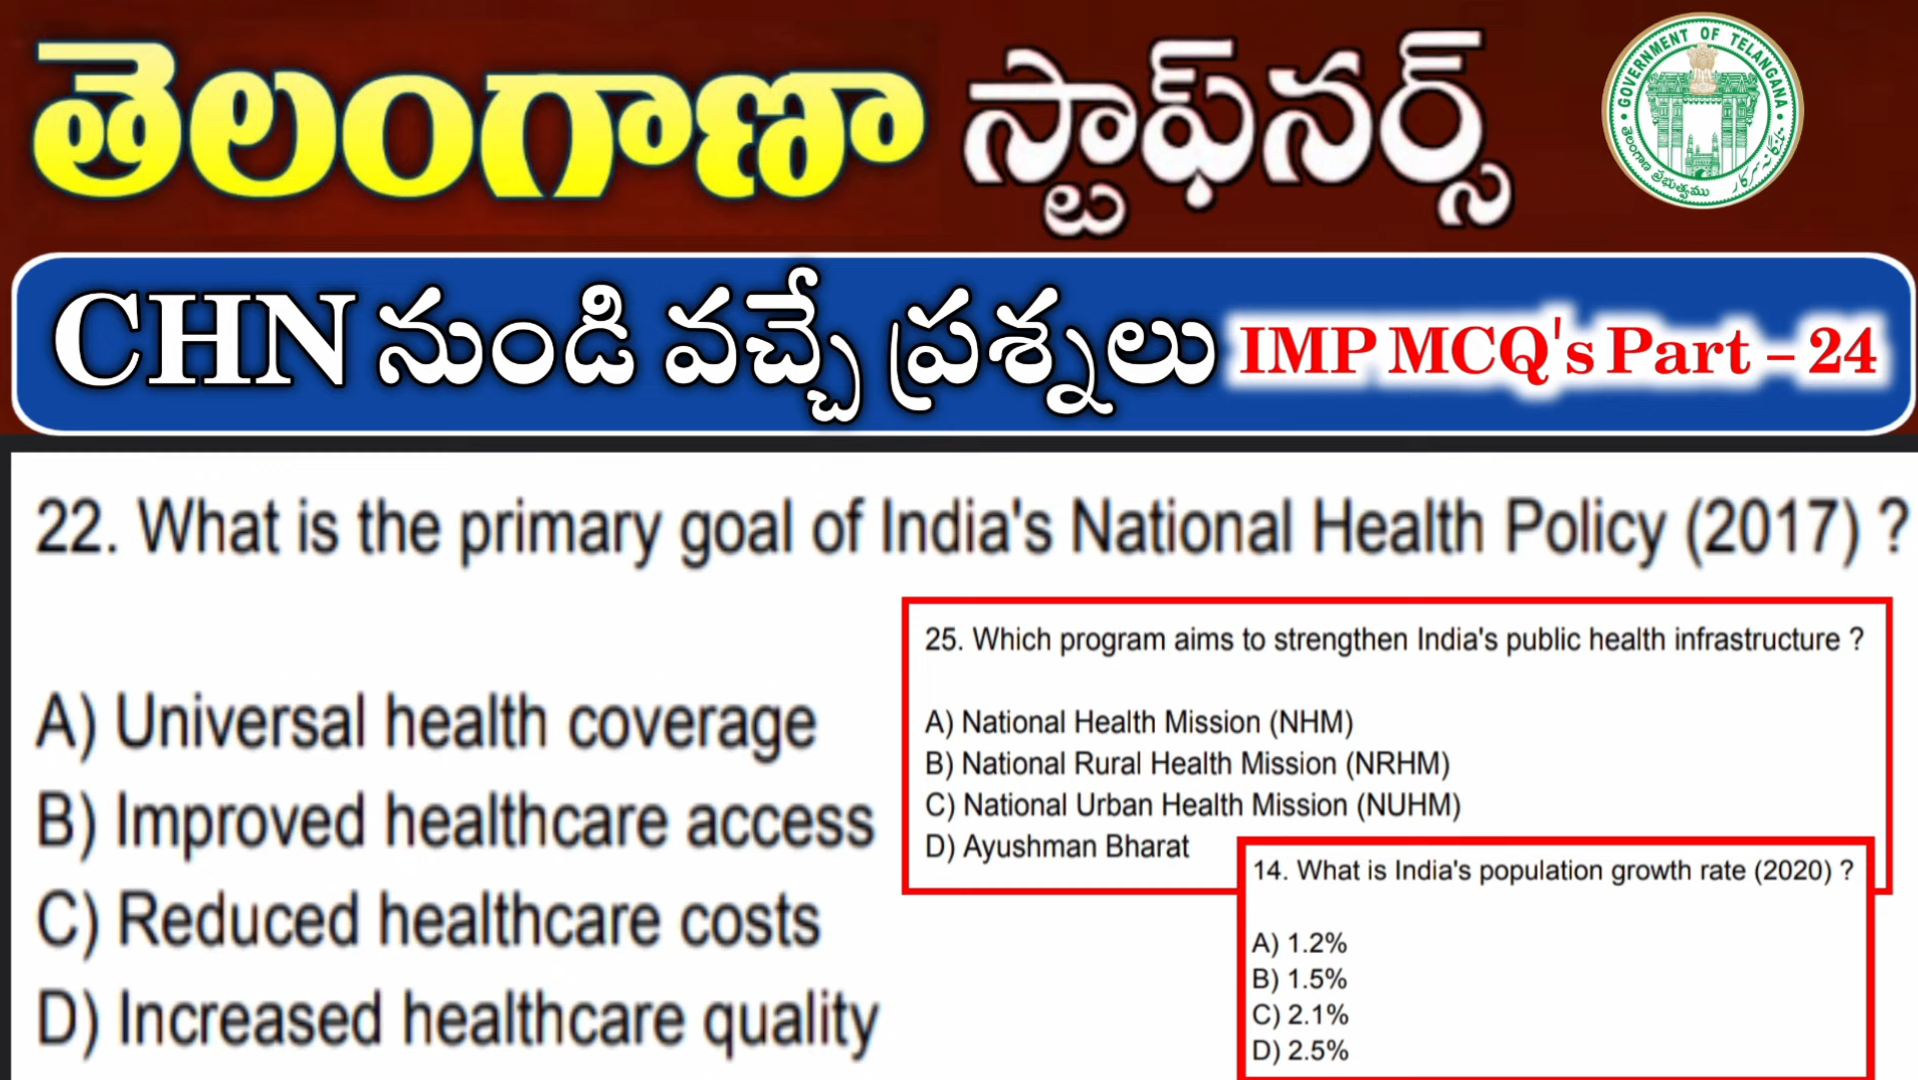 తెలంగాణా స్టాఫ్‌నర్స్
GOVERNMENT OF TELANGANA
తెలంగాణ ప్రభుత్వము
CHN నుండి వచ్చే ప్రశ్నలు IMP MCQ's Part – 24
22. What is the primary goal of India's National Health Policy (2017) ?
A) Universal health coverage
B) Improved healthcare access
C) Reduced healthcare costs
D) Increased healthcare quality
25. Which program aims to strengthen India's public health infrastructure ?
A) National Health Mission (NHM)
B) National Rural Health Mission (NRHM)
C) National Urban Health Mission (NUHM)
D) Ayushman Bharat
14. What is India's population growth rate (2020) ?
A) 1.2%
B) 1.5%
C) 2.1%
D) 2.5%